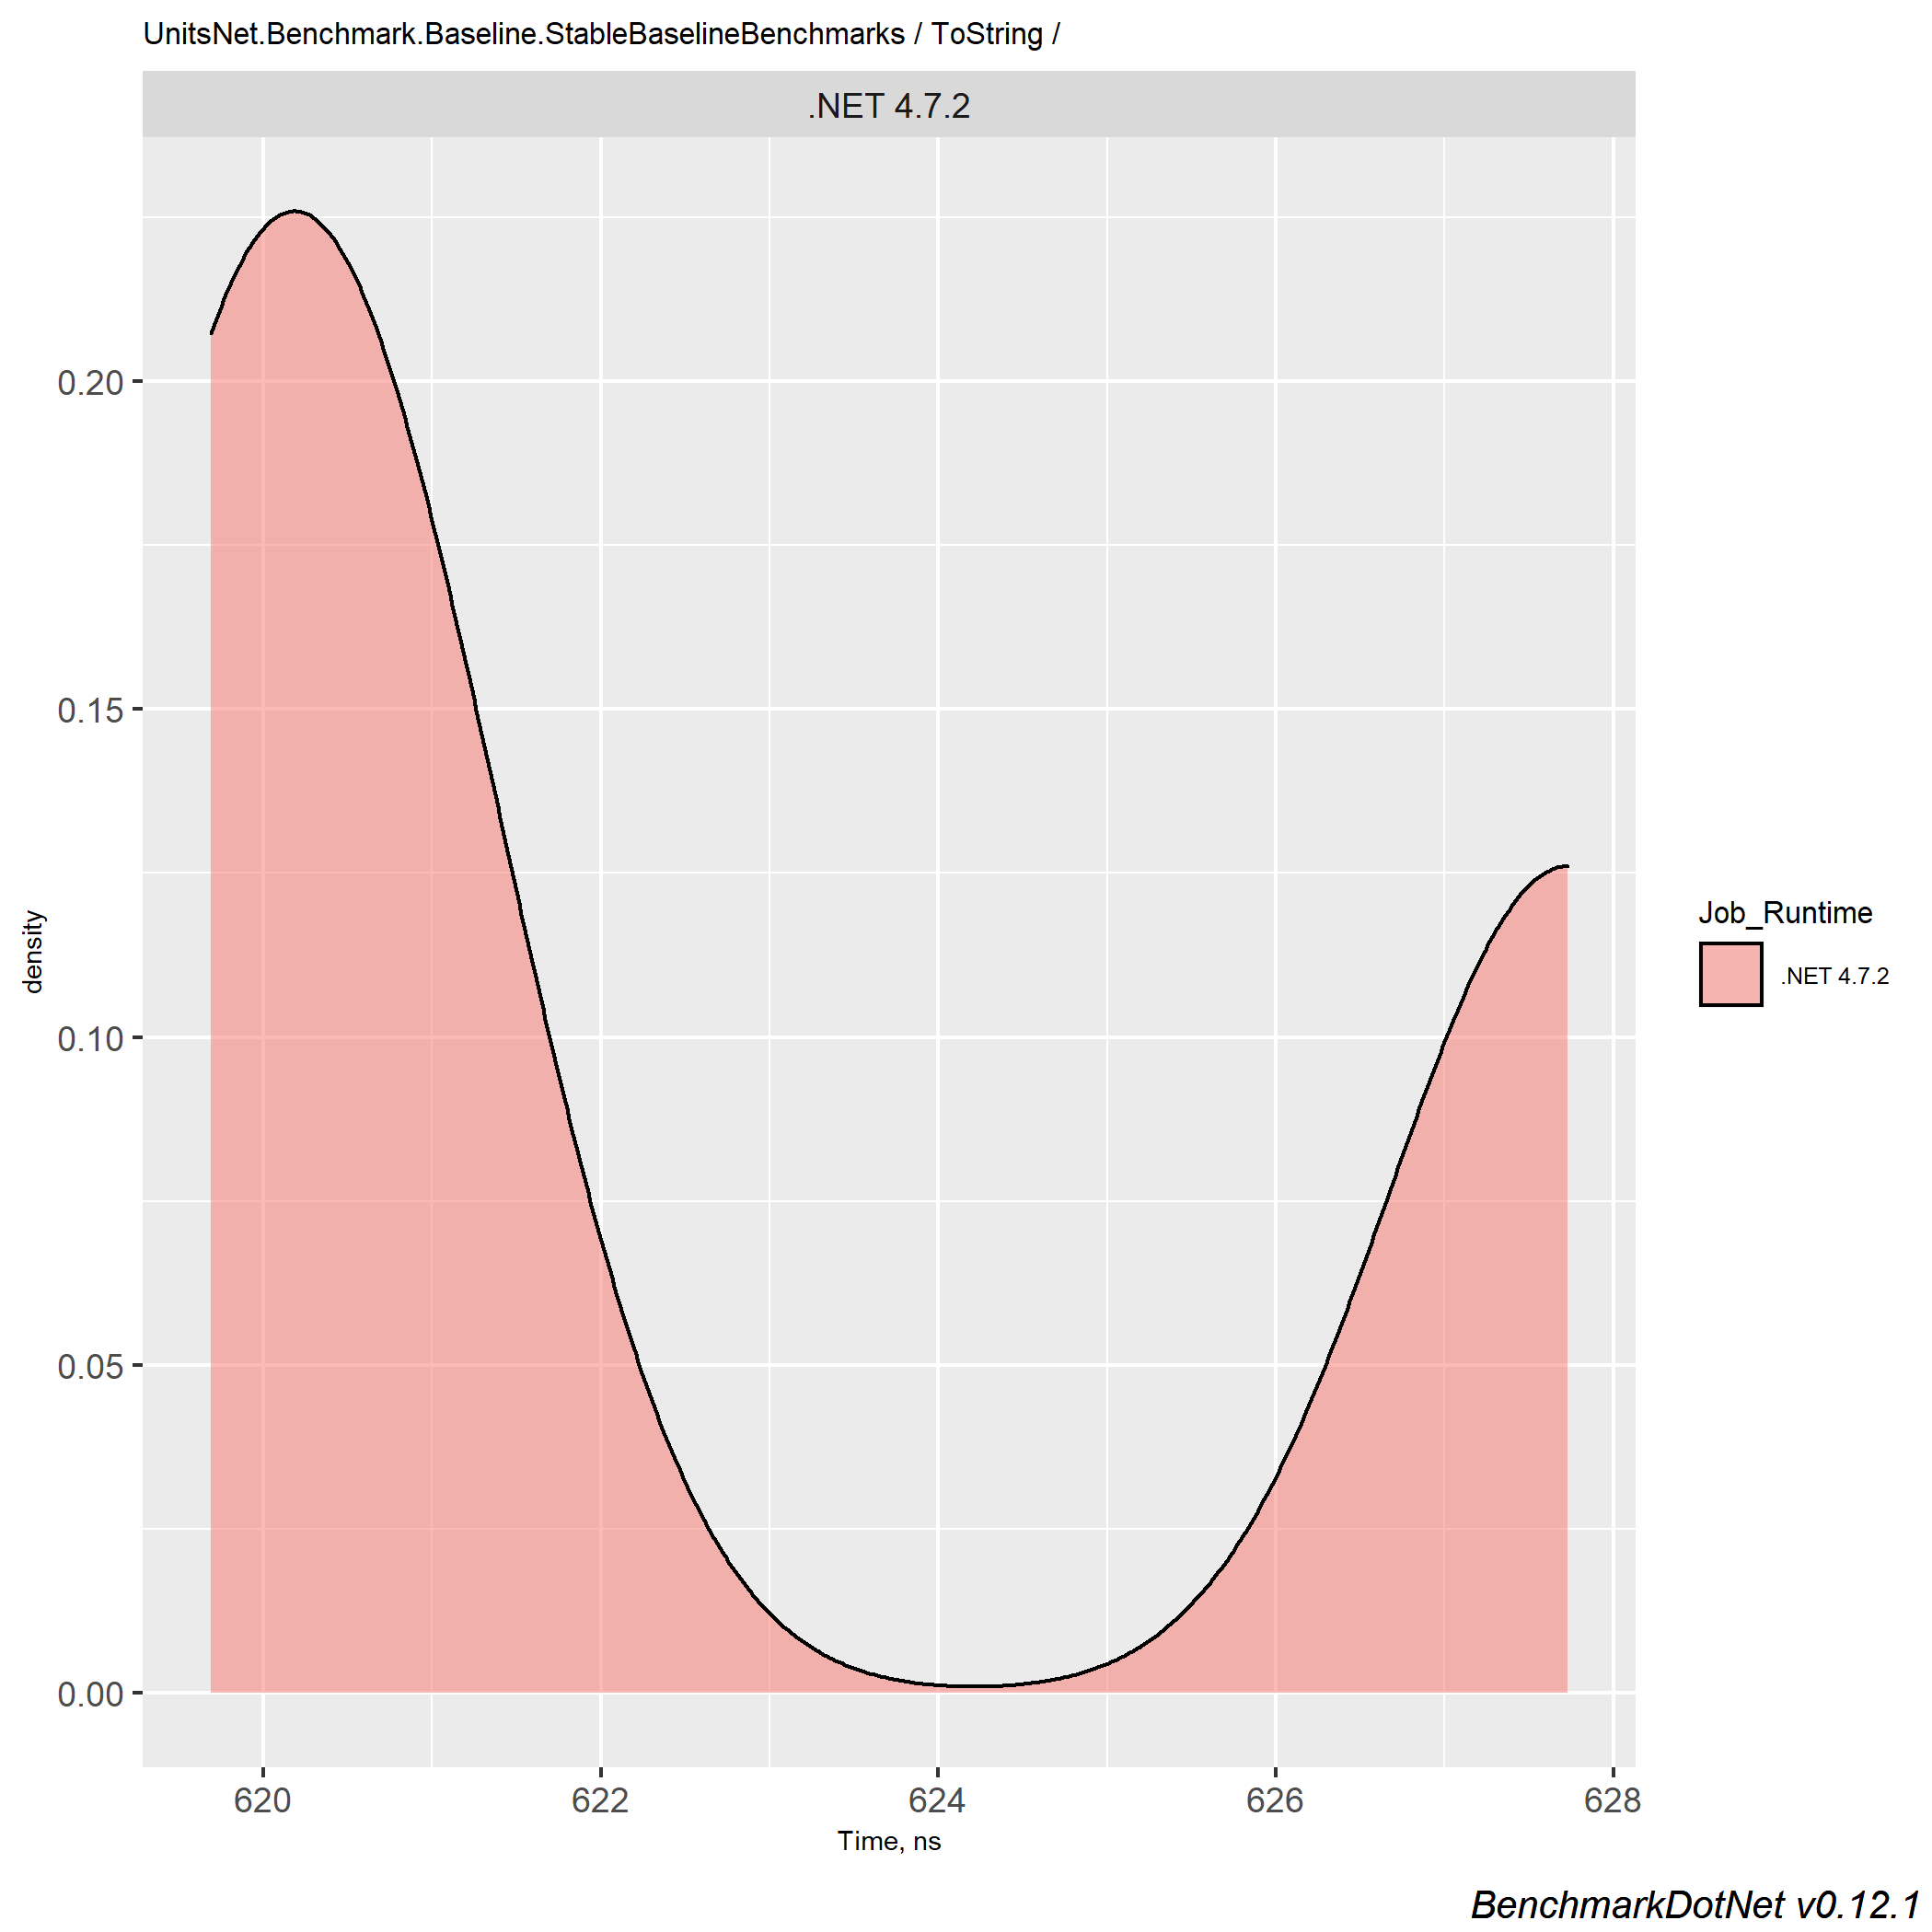 UnitsNet.Benchmark.Baseline.StableBaselineBenchmarks / ToString /
.NET 4.7.2
0.20
0.15
0.10
0.05
0.00
density
620 622 624 626 628
Time, ns
Job_Runtime
.NET 4.7.2
BenchmarkDotNet v0.12.1